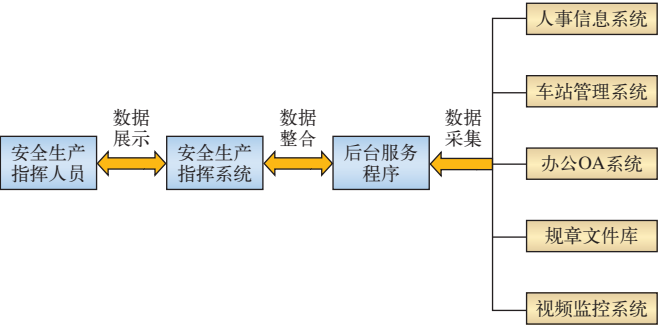 人事信息系统
车站管理系统
数据
展示
数据
整合
数据
采集
安全生产
指挥人员
安全生产
指挥系统
后台服务
程序
办公OA系统
规章文件库
视频监控系统